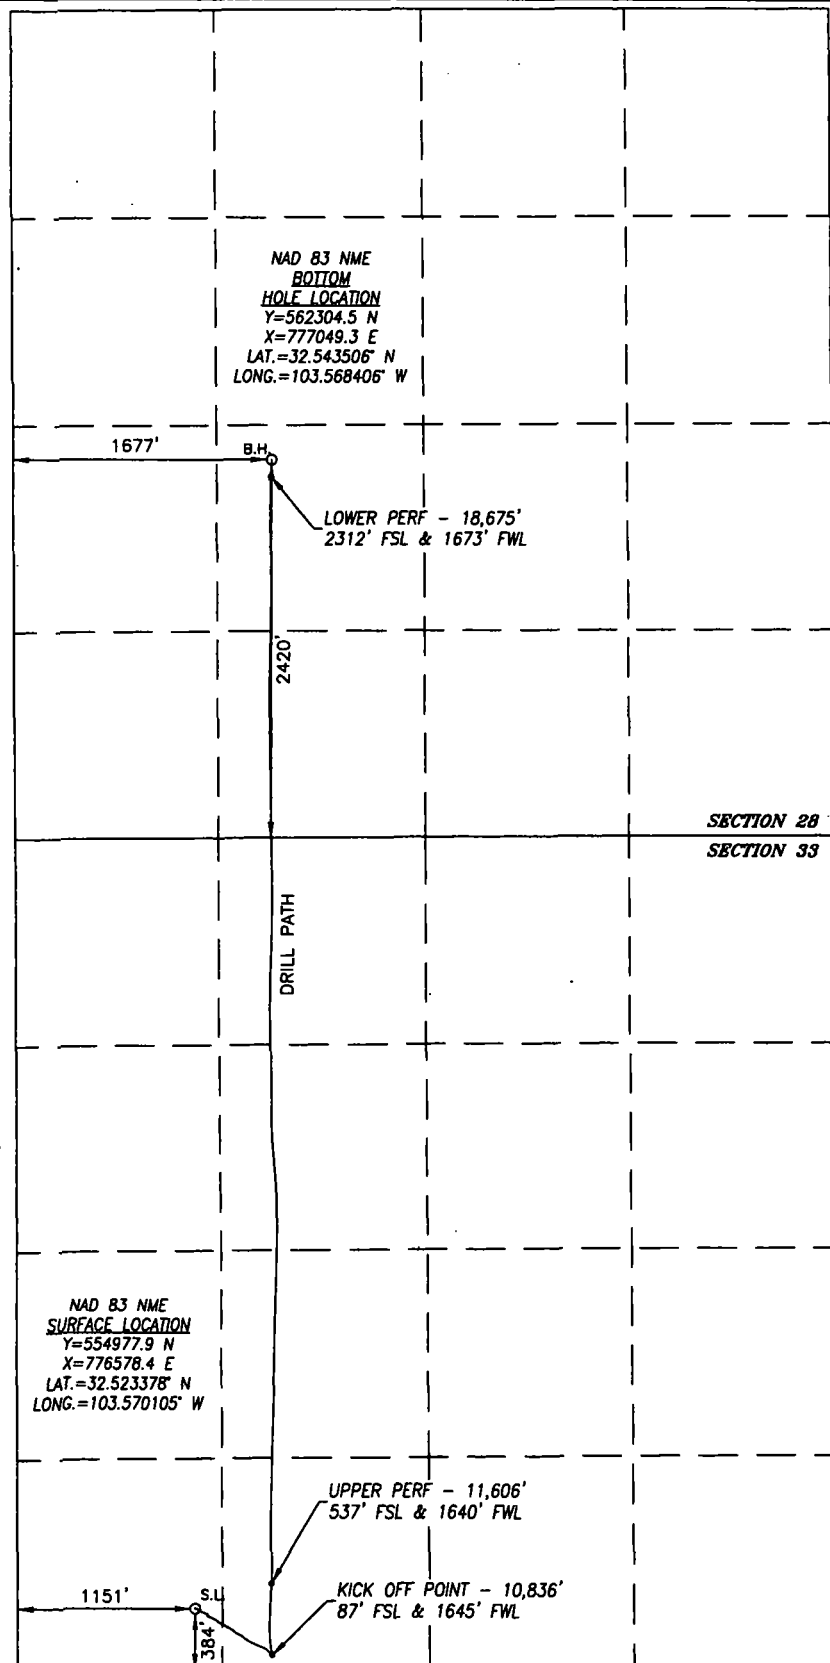 NAD 83 NME
BOTTOM
HOLE LOCATION
Y=562304.5 N
X=777049.3 E
LAT.=32.543506° N
LONG.=103.568406° W
1677'
B.H.
LOWER PERF - 18,675'
2312' FSL & 1673' FWL
2420'
SECTION 28
SECTION 33
DRILL PATH
NAD 83 NME
SURFACE LOCATION
Y=554977.9 N
X=776578.4 E
LAT.=32.523378° N
LONG.=103.570105° W
UPPER PERF - 11,606'
537' FSL & 1640' FWL
1151'
S.L.
KICK OFF POINT - 10,836'
87' FSL & 1645' FWL
384'